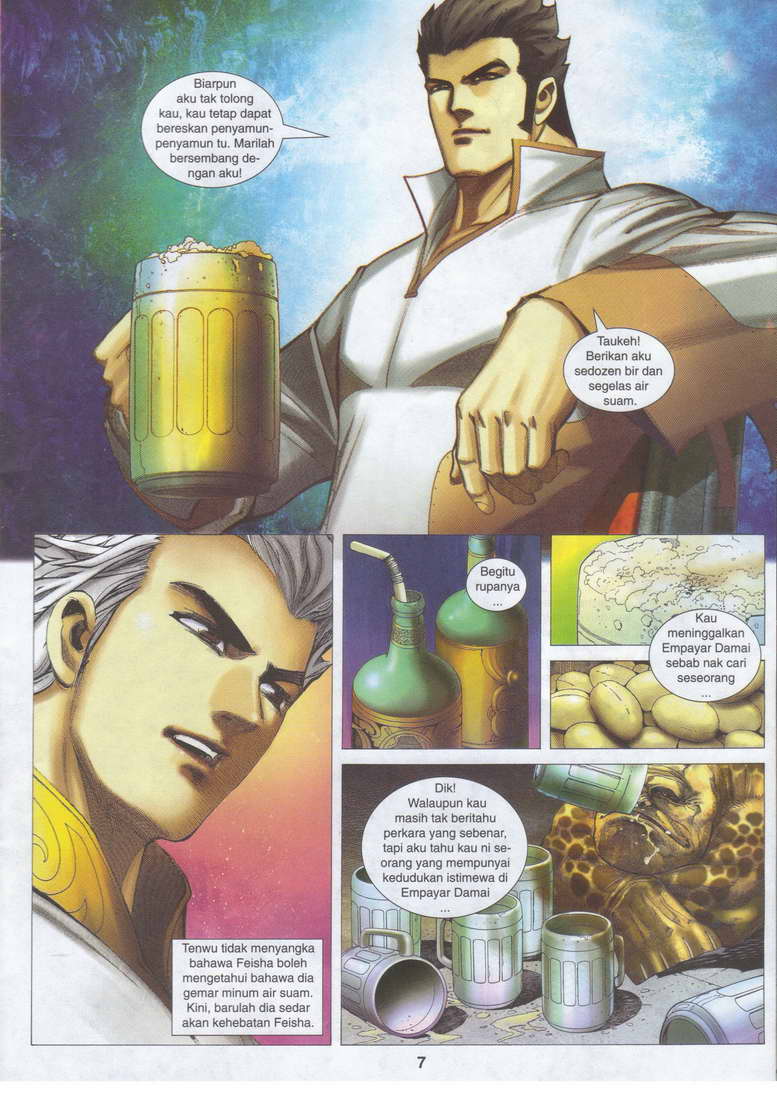 Biarpun
aku tak tolong
kau, kau tetap dapat
bereskan penyamun-
penyamun tu. Marilah
bersembang de-
ngan aku!
Taukeh!
Berikan aku
sedozen bir dan
segelas air
suam.
Begitu
rupanya
...
Kau
meninggalkan
Empayar Damai
sebab nak cari
seseorang
...
Dik!
Walaupun kau
masih tak beritahu
perkara yang sebenar,
tapi aku tahu kau ni se-
orang yang mempunyai
kedudukan istimewa di
Empayar Damai
...
Tenwu tidak menyangka
bahawa Feisha boleh
mengetahui bahawa dia
gemar minum air suam.
Kini, barulah dia sedar
akan kehebatan Feisha.
7